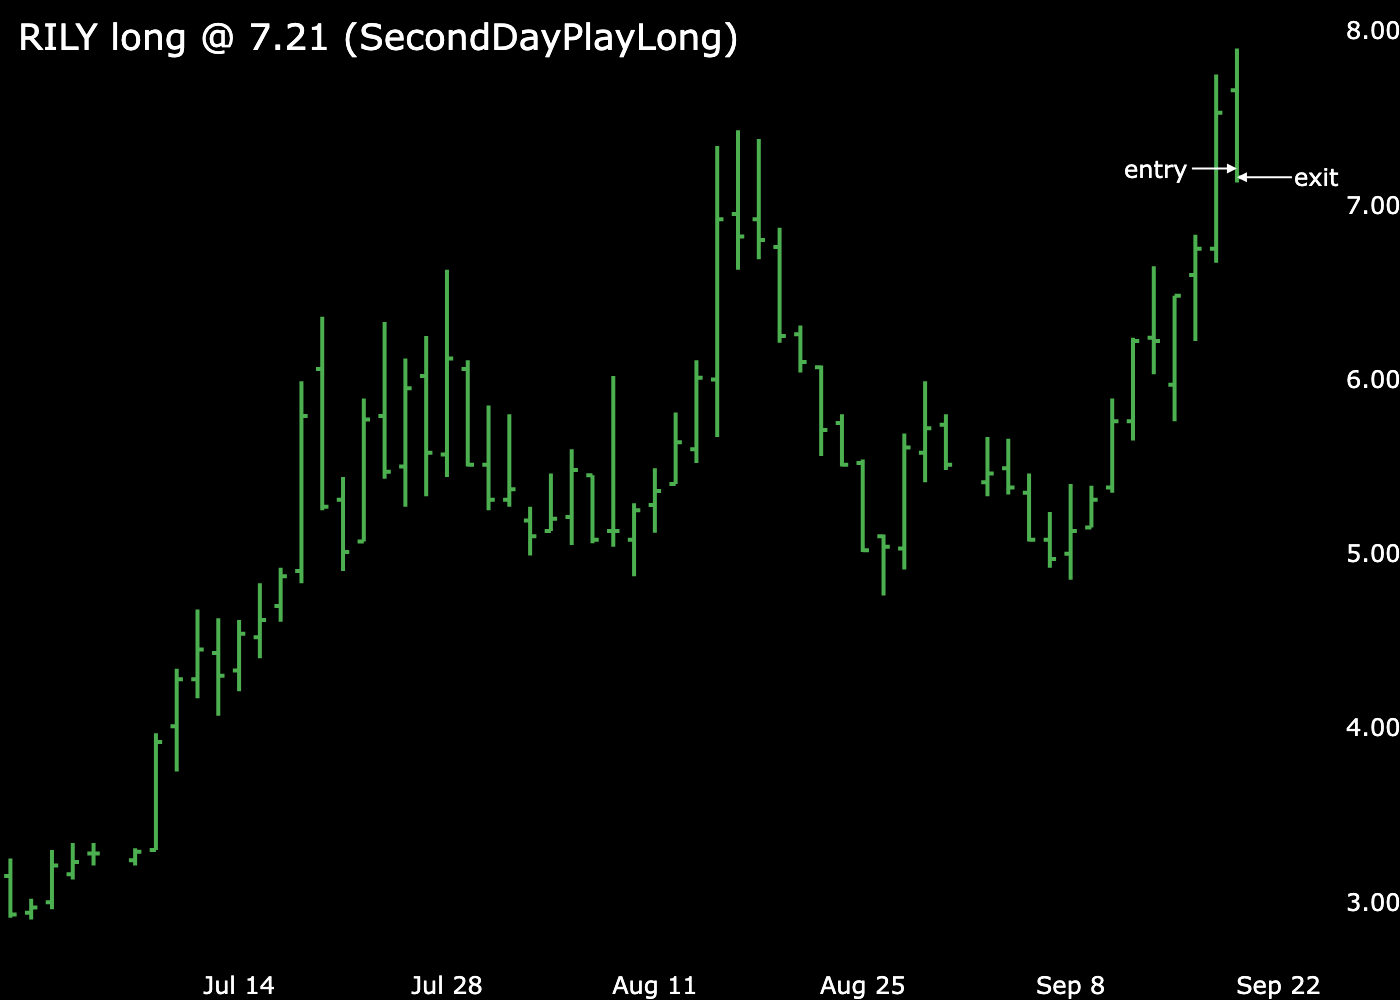 RILY long @ 7.21 (SecondDayPlayLong)
8.00
entry
exit
7.00
6.00
5.00
4.00
3.00
Jul 14
Jul 28
Aug 11
Aug 25
Sep 8
Sep 22